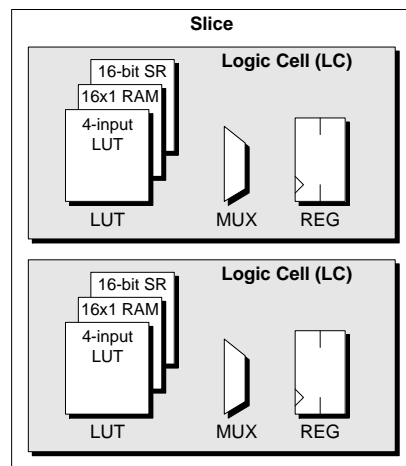 Slice
Logic Cell (LC)
16-bit SR
16x1 RAM
4-input
LUT
LUT
MUX
REG
Logic Cell (LC)
16-bit SR
16x1 RAM
4-input
LUT
LUT
MUX
REG